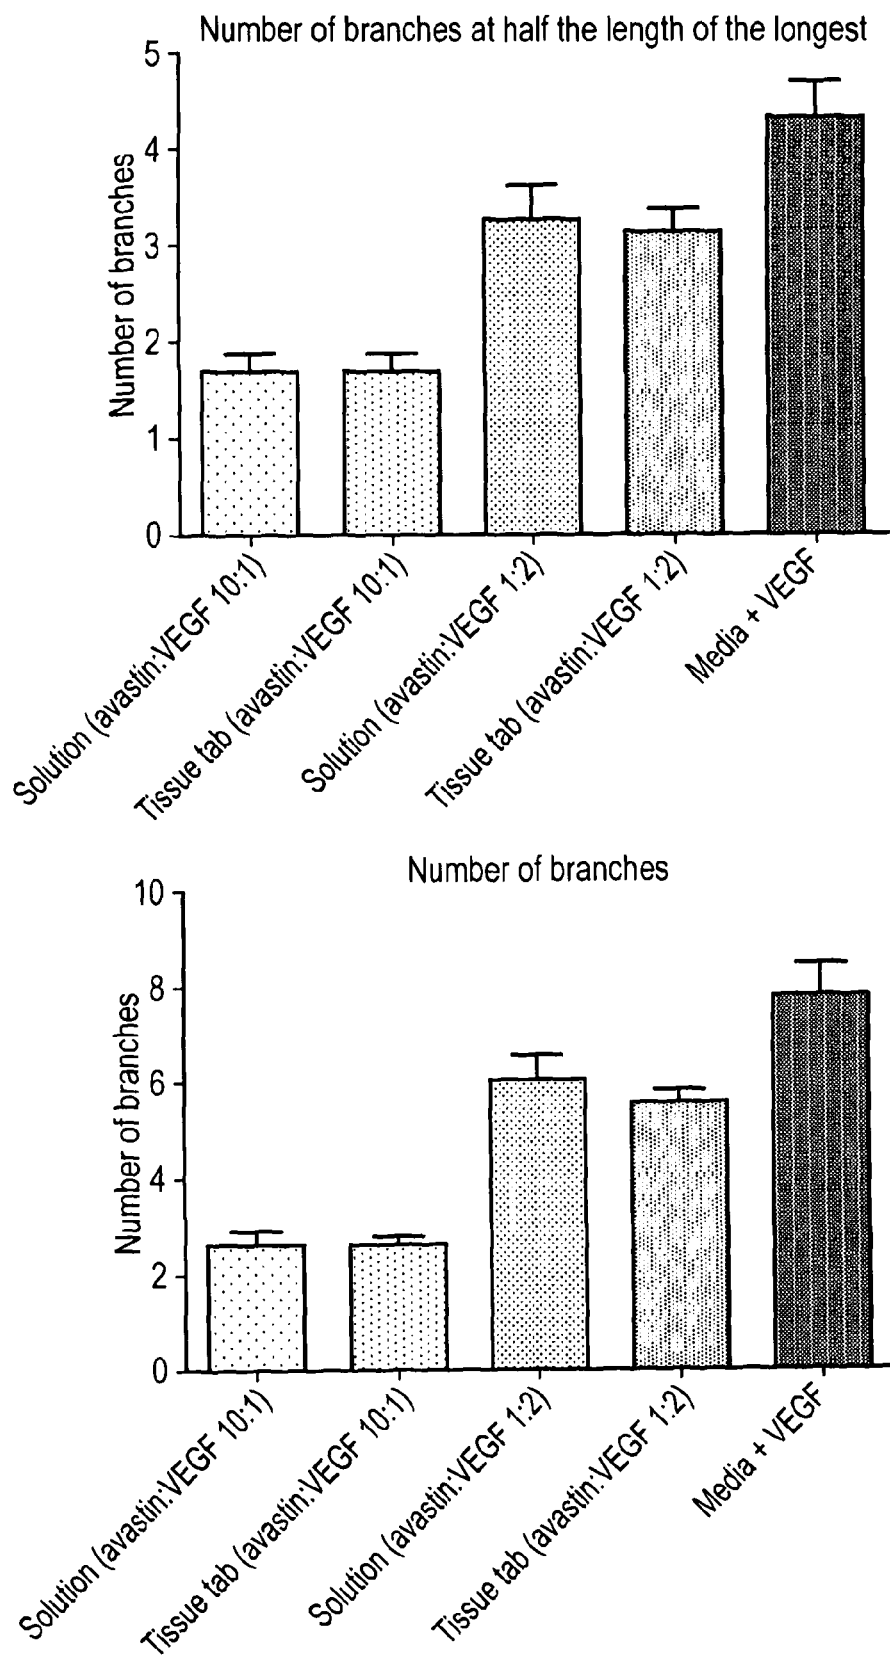 Number of branches at half the length of the longest
Number of branches
5
4
3
2
1
0
Solution (avastin:VEGF 10:1)
Tissue tab (avastin:VEGF 10:1)
Solution (avastin:VEGF 1:2)
Tissue tab (avastin:VEGF 1:2)
Media + VEGF
Number of branches
Number of branches
10
8
6
4
2
0
Solution (avastin:VEGF 10:1)
Tissue tab (avastin:VEGF 10:1)
Solution (avastin:VEGF 1:2)
Tissue tab (avastin:VEGF 1:2)
Media + VEGF